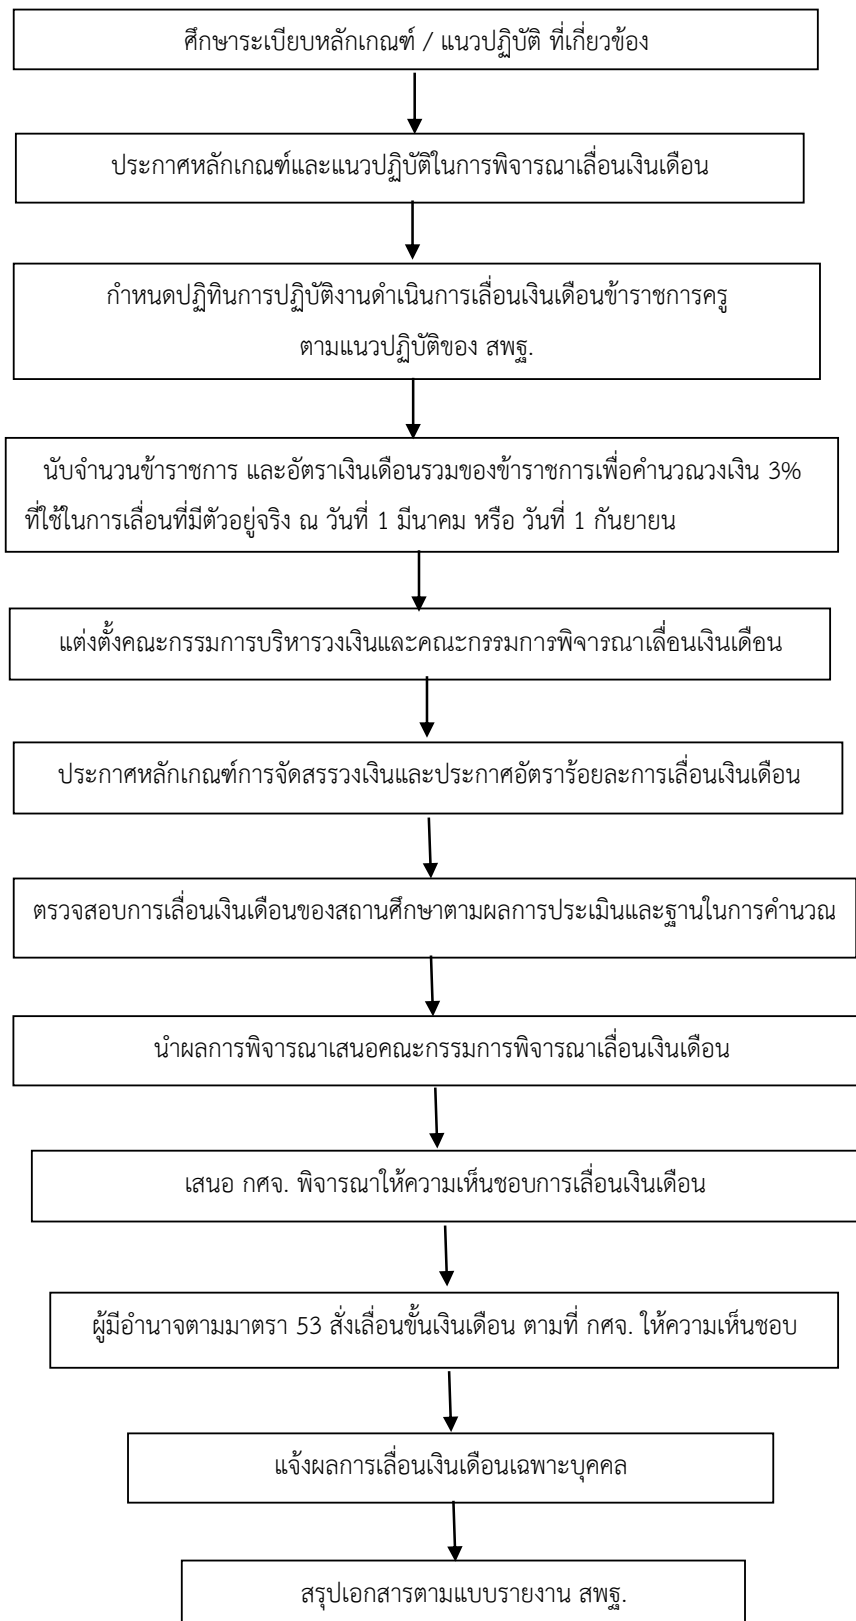 ศึกษาระเบียบหลักเกณฑ์ / แนวปฏิบัติ ที่เกี่ยวข้อง
ประกาศหลักเกณฑ์และแนวปฏิบัติในการพิจารณาเลื่อนเงินเดือน
กำหนดปฏิทินการปฏิบัติงานดำเนินการเลื่อนเงินเดือนข้าราชการครู
ตามแนวปฏิบัติของ สพฐ.
นับจำนวนข้าราชการ และอัตราเงินเดือนรวมของข้าราชการเพื่อคำนวณวงเงิน 3%
ที่ใช้ในการเลื่อนที่มีตัวอยู่จริง ณ วันที่ 1 มีนาคม หรือ วันที่ 1 กันยายน
แต่งตั้งคณะกรรมการบริหารวงเงินและคณะกรรมการพิจารณาเลื่อนเงินเดือน
ประกาศหลักเกณฑ์การจัดสรรวงเงินและประกาศอัตราร้อยละการเลื่อนเงินเดือน
ตรวจสอบการเลื่อนเงินเดือนของสถานศึกษาตามผลการประเมินและฐานในการคำนวณ
นำผลการพิจารณาเสนอคณะกรรมการพิจารณาเลื่อนเงินเดือน
เสนอ กศจ. พิจารณาให้ความเห็นชอบการเลื่อนเงินเดือน
ผู้มีอำนาจตามมาตรา 53 สั่งเลื่อนขั้นเงินเดือน ตามที่ กศจ. ให้ความเห็นชอบ
แจ้งผลการเลื่อนเงินเดือนเฉพาะบุคคล
สรุปเอกสารตามแบบรายงาน สพฐ.